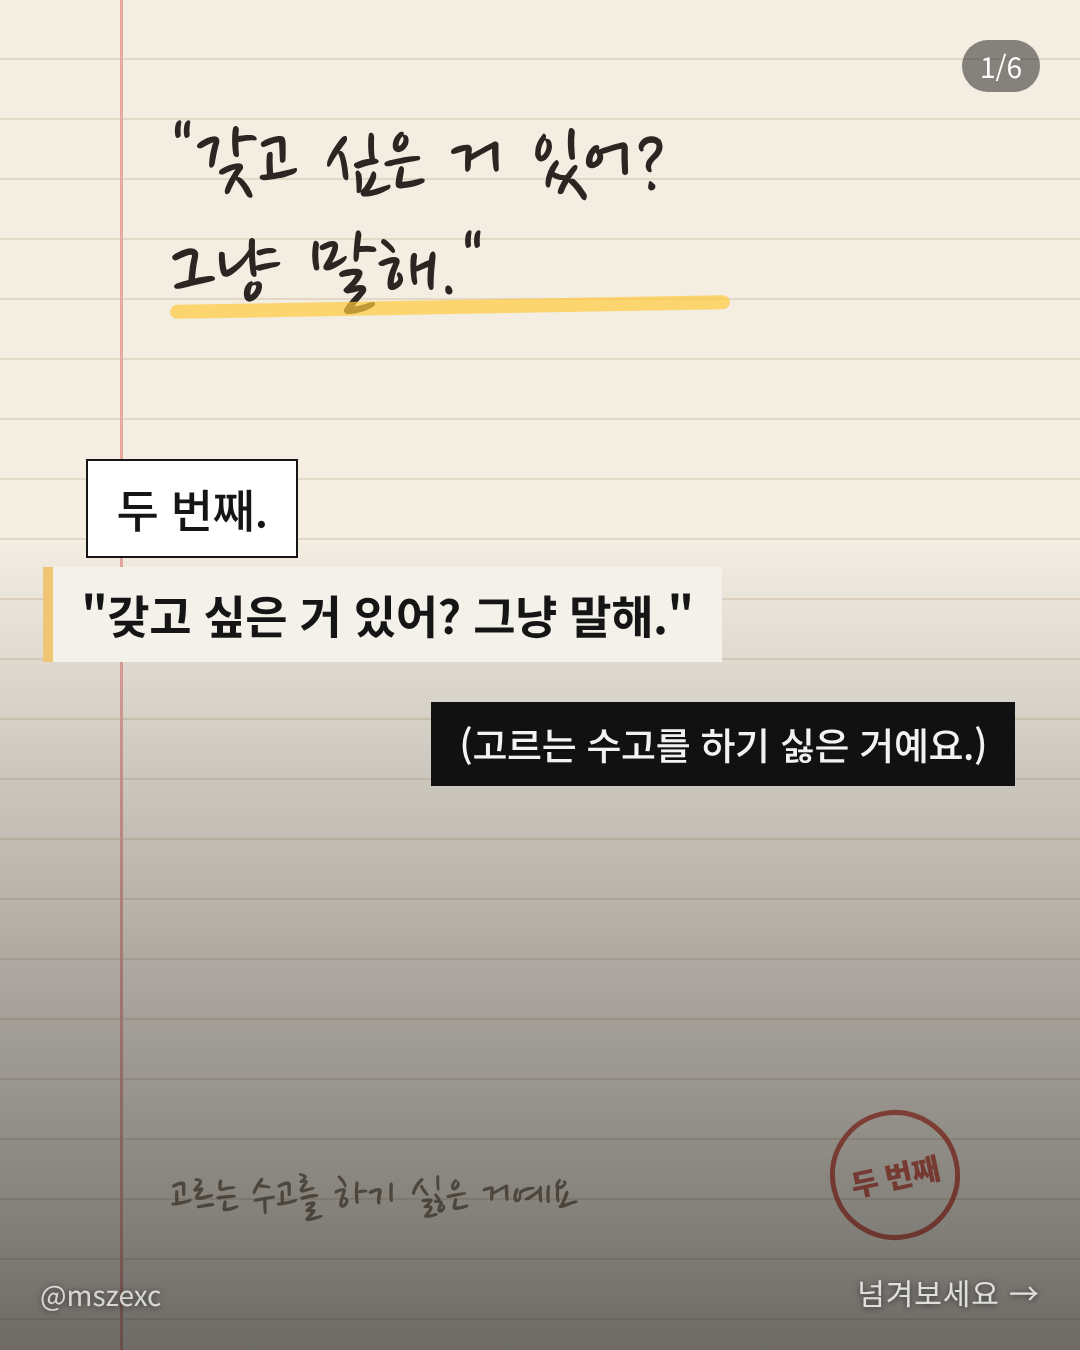 1/6
"갖고 싶은 거 있어?
그냥 말해."
두 번째.
"갖고 싶은 거 있어? 그냥 말해."
(고르는 수고를 하기 싫은 거예요.)
고르는 수고를 하기 싫은 거예요
두 번째
@mszexc
넘겨보세요 →